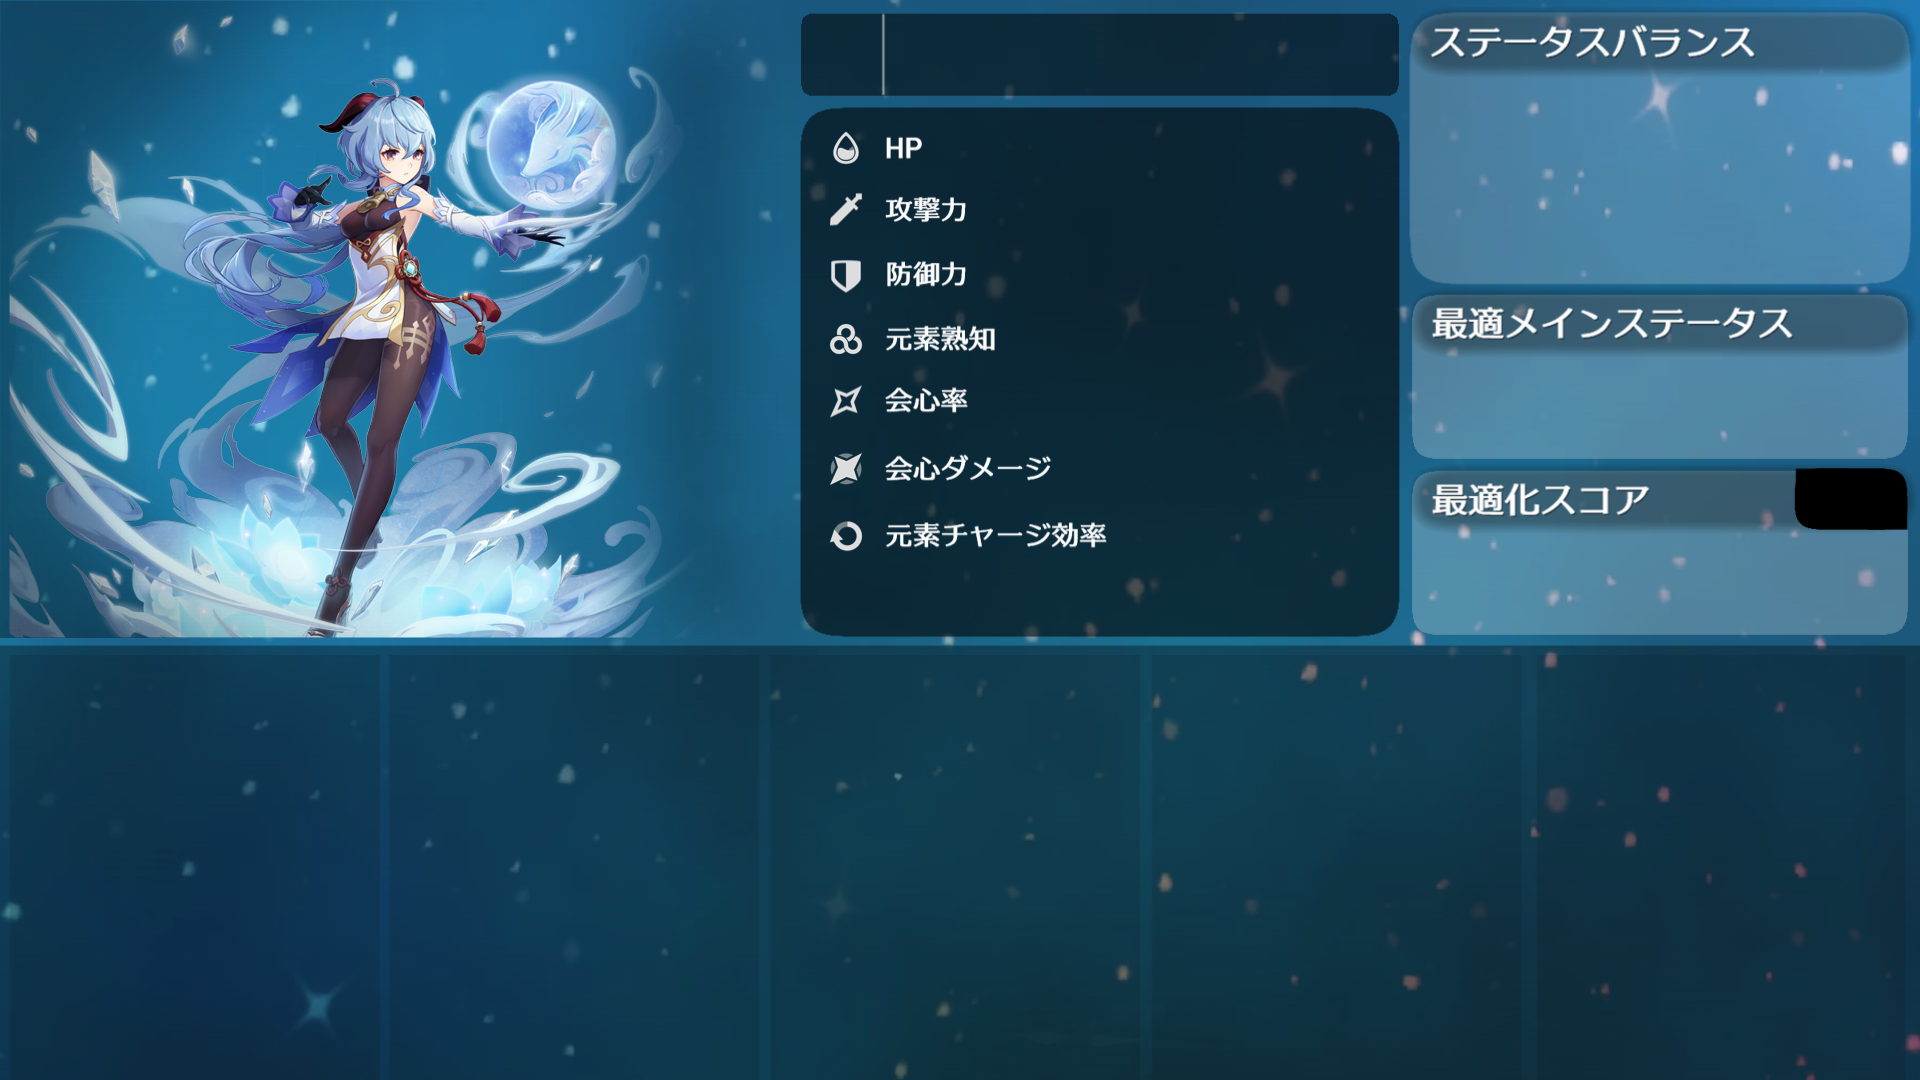 HP
攻撃力
防御力
元素熟知
会心率
会心ダメージ
元素チャージ効率
ステータスバランス
最適メインステータス
最適化スコア